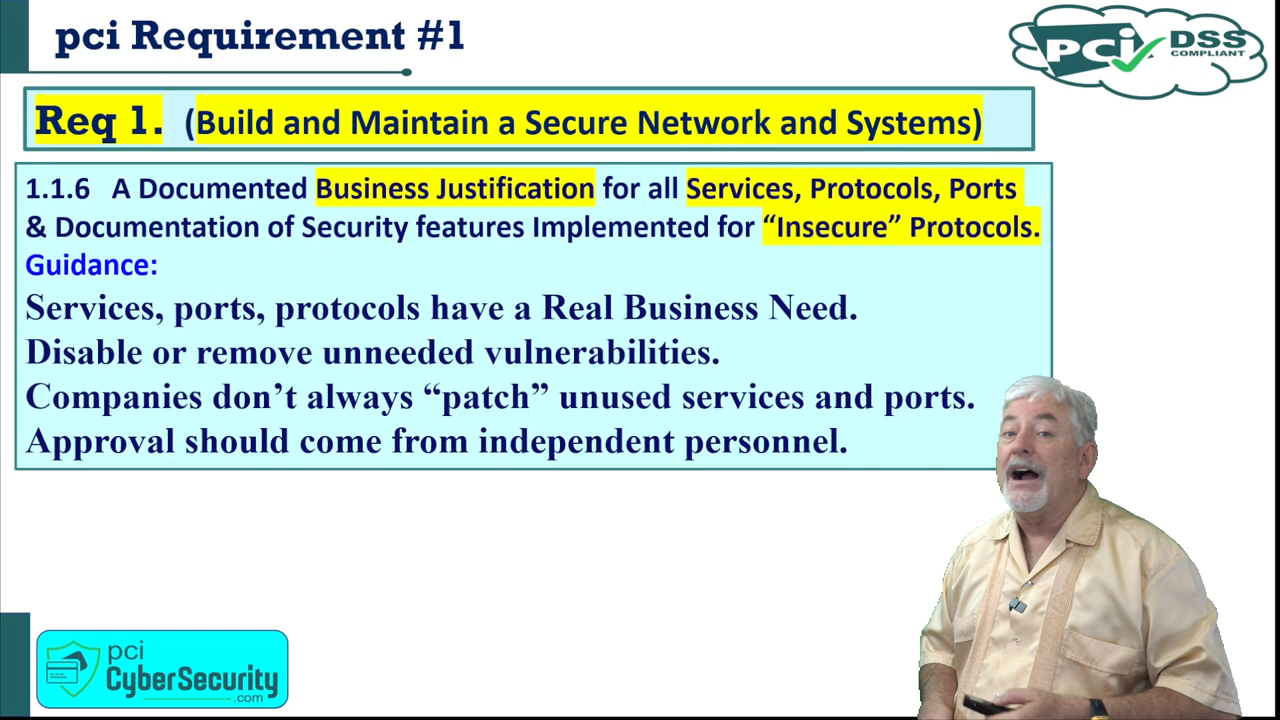 pci Requirement #1
PCi DSS
COMPLIANT
Req 1. (Build and Maintain a Secure Network and Systems)
1.1.6 A Documented Business Justification for all Services, Protocols, Ports
& Documentation of Security features Implemented for “Insecure” Protocols.
Guidance:
Services, ports, protocols have a Real Business Need.
Disable or remove unneeded vulnerabilities.
Companies don’t always “patch” unused services and ports.
Approval should come from independent personnel.
pci
CyberSecurity
.com